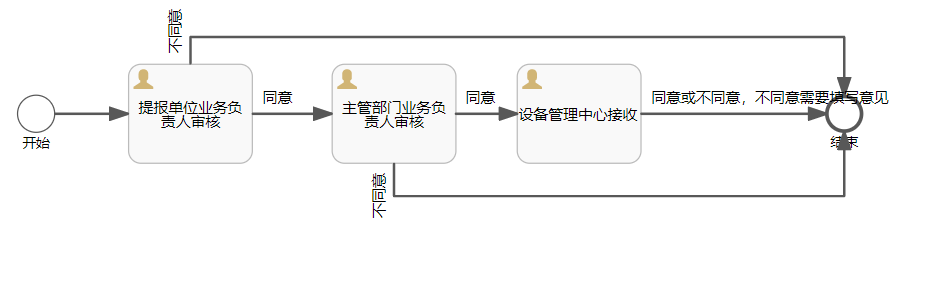 不同意
提报单位业务负
责人审核
同意
主管部门业务负
责人审核
同意
设备管理中心接收
同意或不同意，不同意需要填写意见
开始
结束
不同意